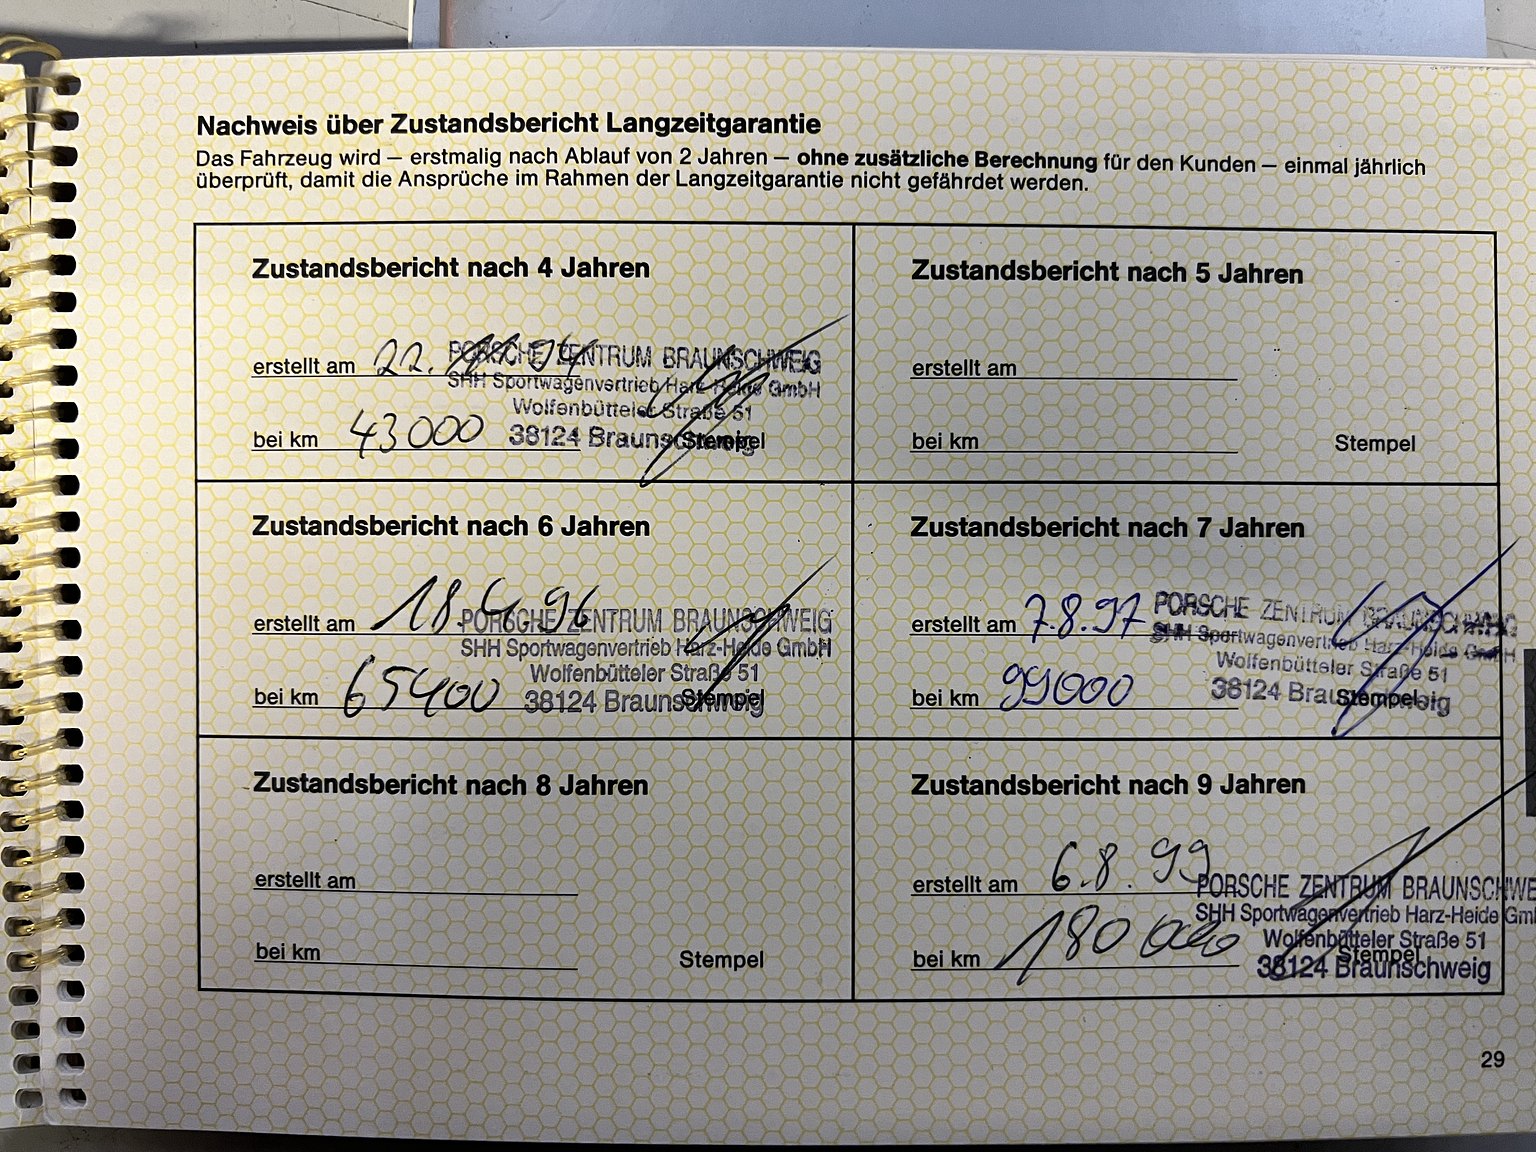 Nachweis über Zustandsbericht Langzeitgarantie
Das Fahrzeug wird – erstmalig nach Ablauf von 2 Jahren – ohne zusätzliche Berechnung für den Kunden – einmal jährlich
überprüft, damit die Ansprüche im Rahmen der Langzeitgarantie nicht gefährdet werden.
Zustandsbericht nach 4 Jahren
erstellt am 22.
PORSCHE ZENTRUM BRAUNSCHWEIG
SHH Sportwagenvertrieb Harz-Heide GmbH
Wolfenbütteler Straße 51
38124 Braunschweig
bei km 43000
Stempel
Zustandsbericht nach 5 Jahren
erstellt am
bei km
Stempel
Zustandsbericht nach 6 Jahren
erstellt am 18.4.96
PORSCHE ZENTRUM BRAUNSCHWEIG
SHH Sportwagenvertrieb Harz-Heide GmbH
Wolfenbütteler Straße 51
38124 Braunschweig
bei km 65400
Stempel
Zustandsbericht nach 7 Jahren
erstellt am 7.8.97
PORSCHE ZENTRUM BRAUNSCHWEIG
SHH Sportwagenvertrieb Harz-Heide GmbH
Wolfenbütteler Straße 51
38124 Braunschweig
bei km 99000
Stempel
Zustandsbericht nach 8 Jahren
erstellt am
bei km
Stempel
Zustandsbericht nach 9 Jahren
erstellt am 6.8.99
PORSCHE ZENTRUM BRAUNSCHWE
SHH Sportwagenvertrieb Harz-Heide Gm
Wolfenbütteler Straße 51
38124 Braunschweig
bei km 180000
Stempel
29